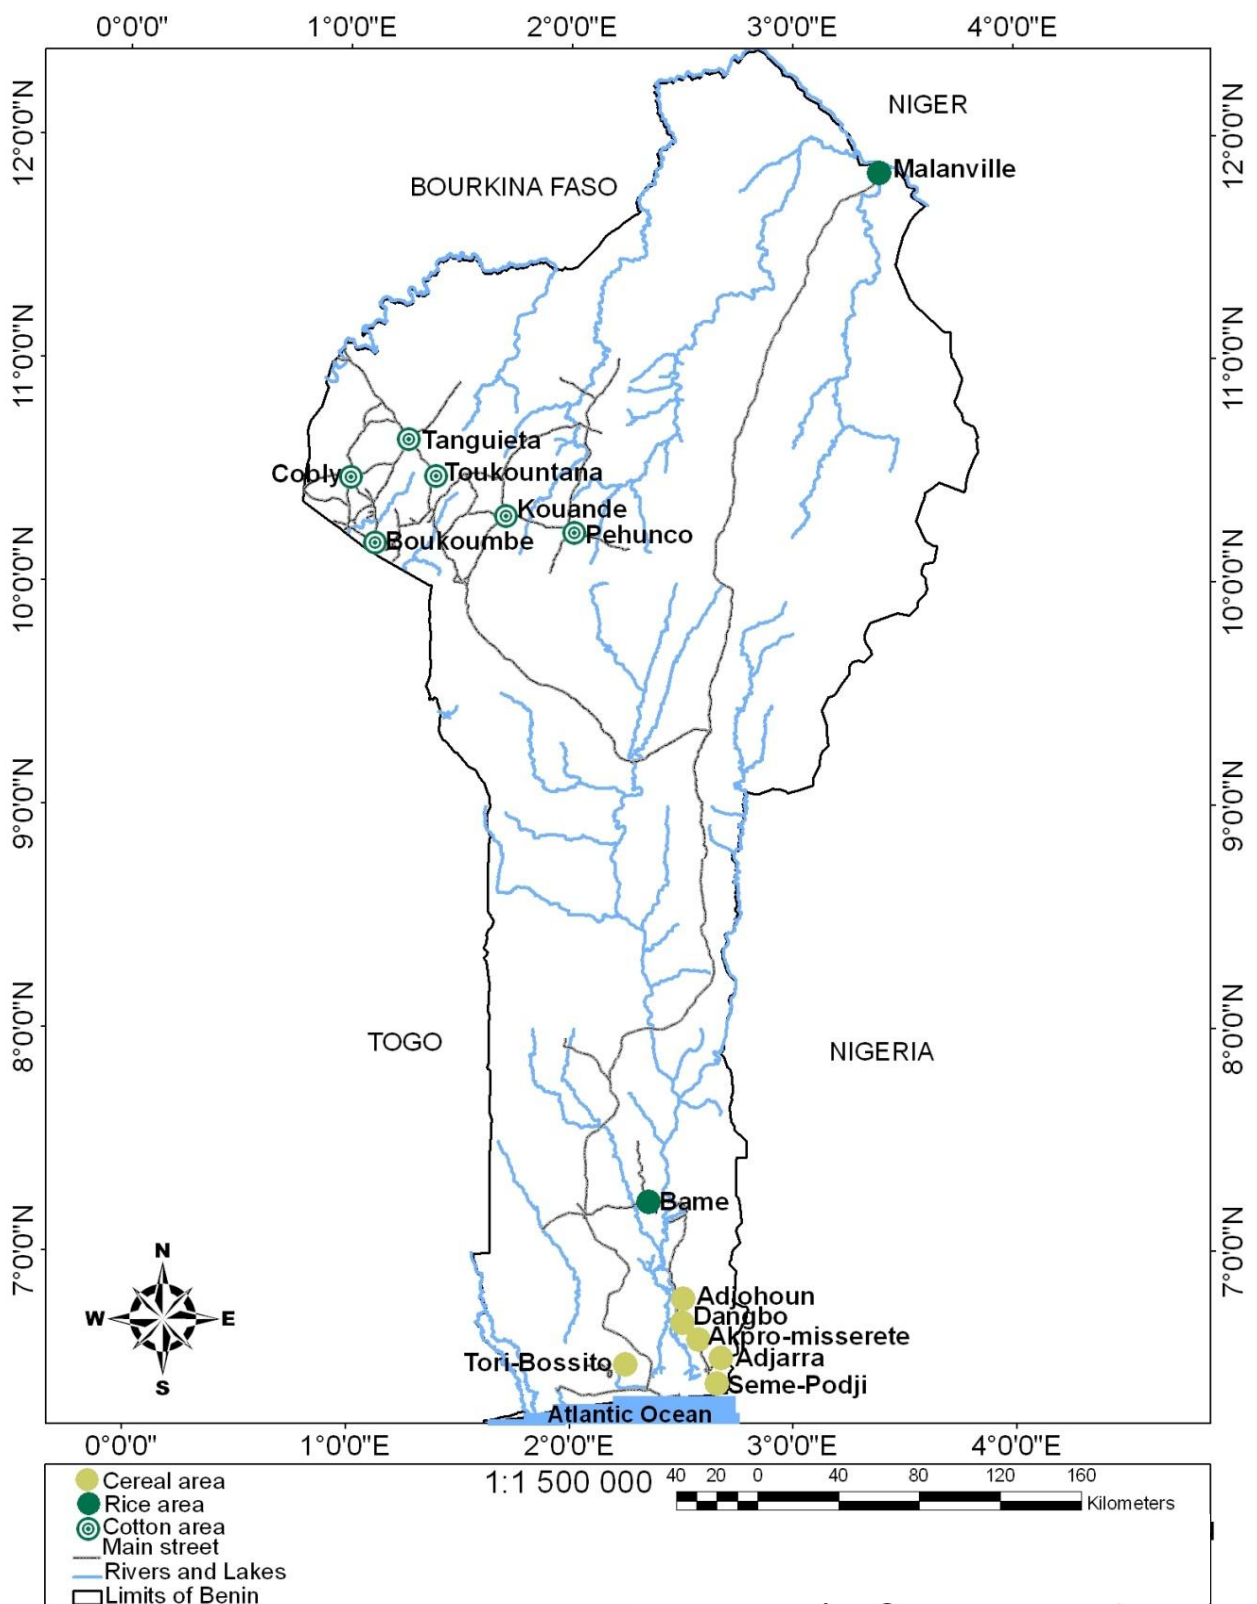 0°0'0" 1°0'0"E 2°0'0"E 3°0'0"E 4°0'0"E
NIGER
12°0'0"N 12°0'0"N
Malanville
BOURKINA FASO
11°0'0"N 11°0'0"N
Tanguieta
Cobly Toukountana
Kouande
Pehunco
Boukoumbe
10°0'0"N 10°0'0"N
9°0'0"N 9°0'0"N
8°0'0"N 8°0'0"N
TOGO
NIGERIA
Bame
7°0'0"N 7°0'0"N
N
W E
S
Adjohoun
Dangbo
Akpro-misserete
Adjarra
Tori-Bossito
Seme-Podji
Atlantic Ocean
0°0'0" 1°0'0"E 2°0'0"E 3°0'0"E 4°0'0"E
Cereal area
Rice area
Cotton area
Main street
Rivers and Lakes
Limits of Benin
1:1 500 000
40 20 0 40 80 120 160
Kilometers